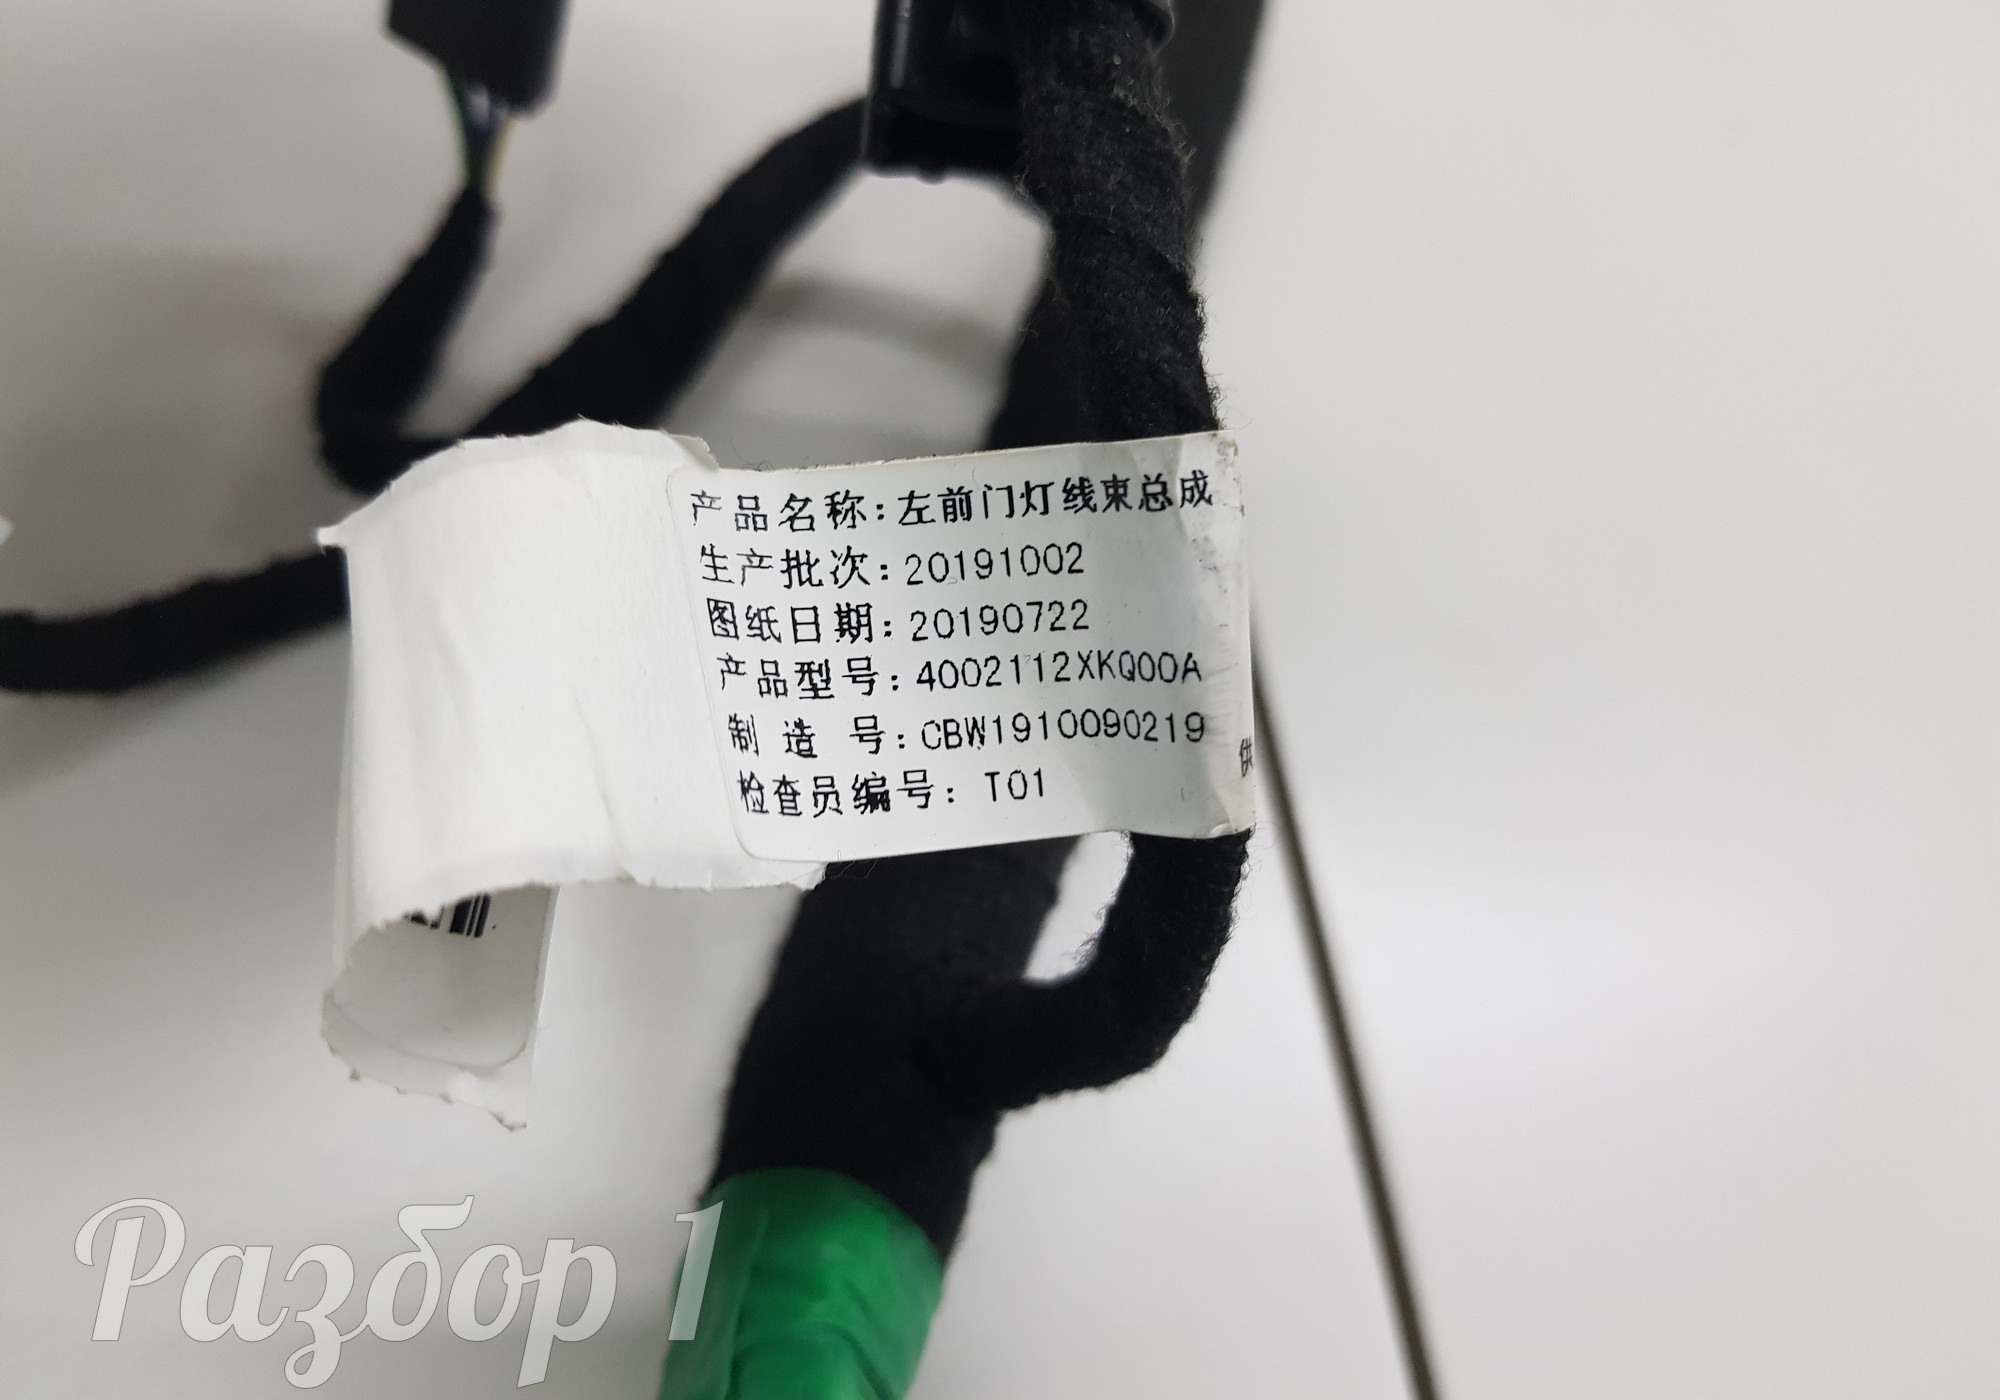 产品名称: 左前门灯线束总成
生产批次: 20191002
图纸日期: 20190722
产品型号: 4002112XKQ00A
制 造 号: CBW1910090219
检查员编号: T01
供
Разбор 1